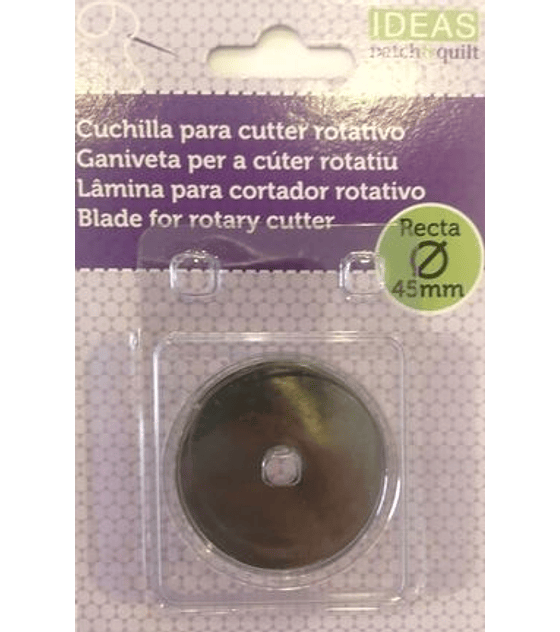 IDEAS
patch&quilt
Cuchilla para cutter rotativo
Ganiveta per a cúter rotatiu
Lâmina para cortador rotativo
Blade for rotary cutter
Recta
Ø
45mm